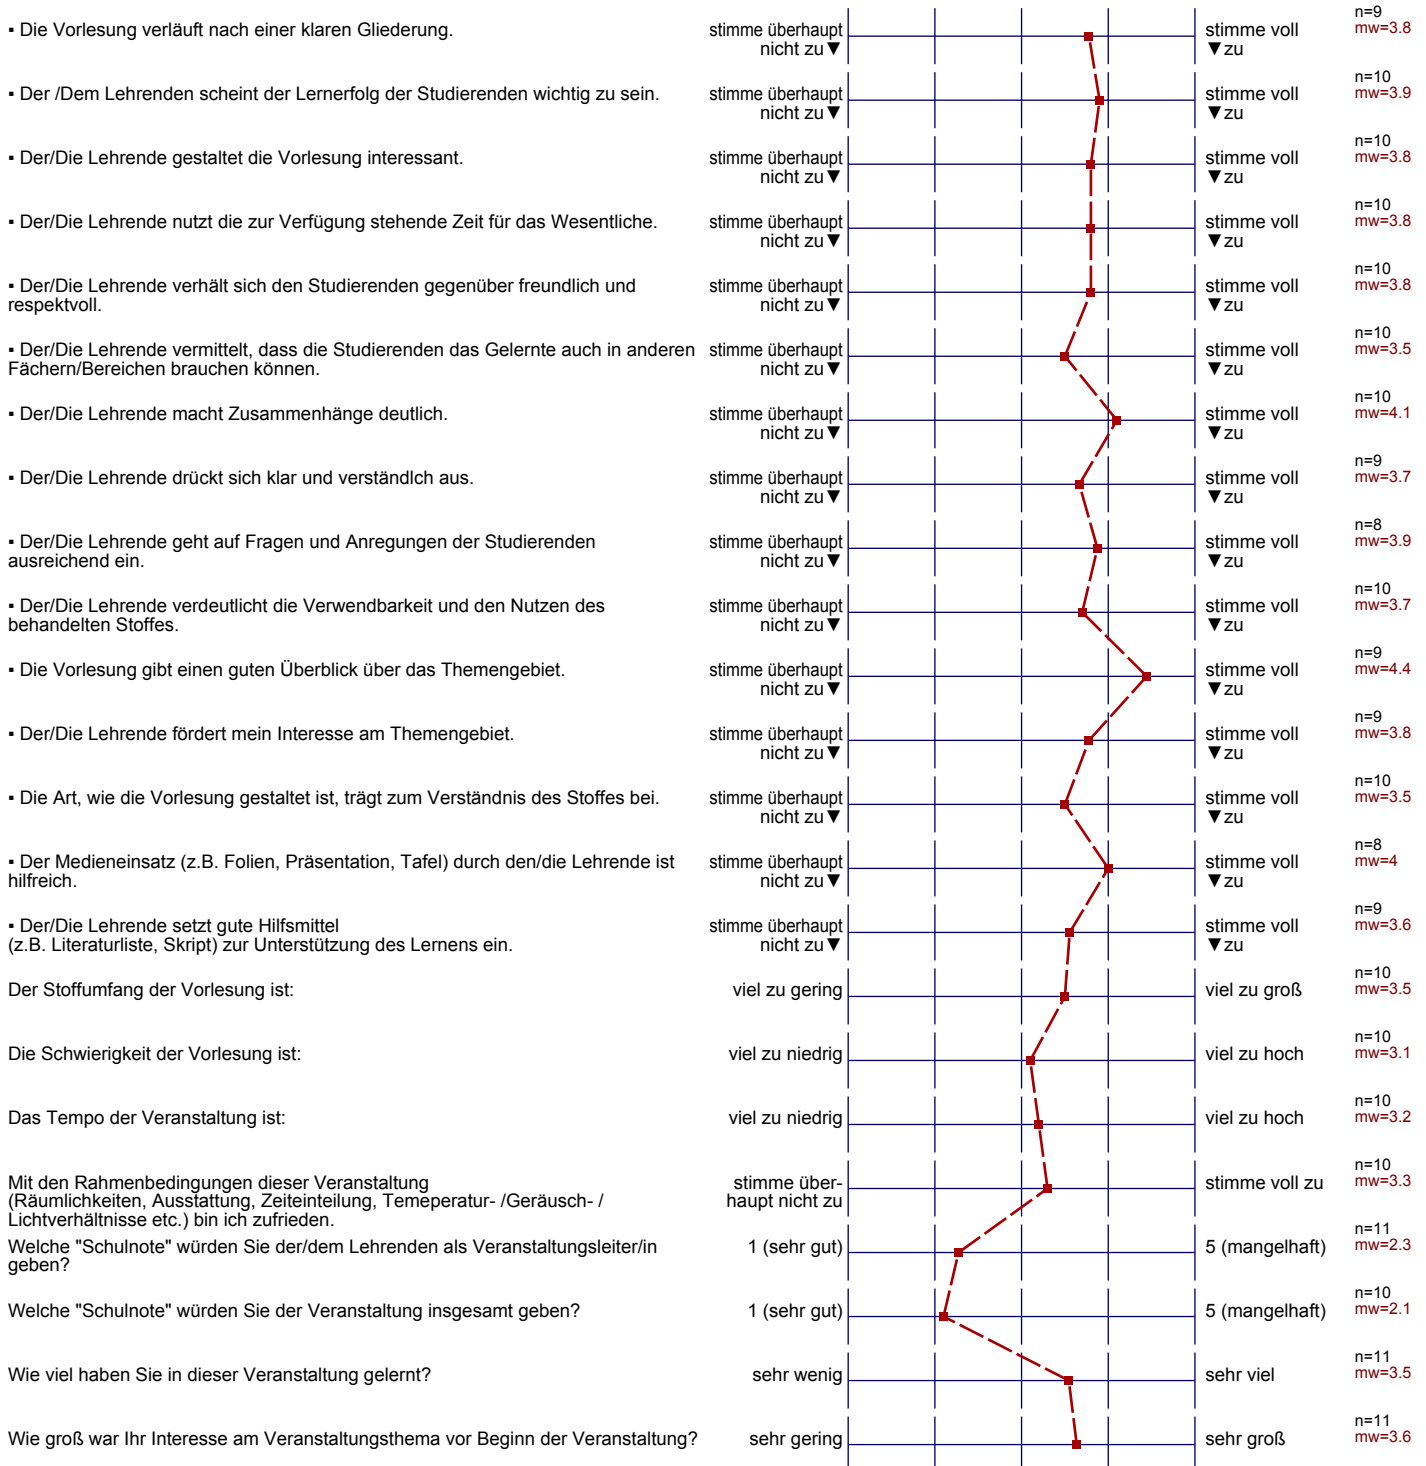 ▪ Die Vorlesung verläuft nach einer klaren Gliederung.
stimme überhaupt
nicht zu▼
stimme voll
▼zu
n=9
mw=3.8
▪ Der /Dem Lehrenden scheint der Lernerfolg der Studierenden wichtig zu sein.
stimme überhaupt
nicht zu▼
stimme voll
▼zu
n=10
mw=3.9
▪ Der/Die Lehrende gestaltet die Vorlesung interessant.
stimme überhaupt
nicht zu▼
stimme voll
▼zu
n=10
mw=3.8
▪ Der/Die Lehrende nutzt die zur Verfügung stehende Zeit für das Wesentliche.
stimme überhaupt
nicht zu▼
stimme voll
▼zu
n=10
mw=3.8
▪ Der/Die Lehrende verhält sich den Studierenden gegenüber freundlich und
respektvoll.
stimme überhaupt
nicht zu▼
stimme voll
▼zu
n=10
mw=3.8
▪ Der/Die Lehrende vermittelt, dass die Studierenden das Gelernte auch in anderen
Fächern/Bereichen brauchen können.
stimme überhaupt
nicht zu▼
stimme voll
▼zu
n=10
mw=3.5
▪ Der/Die Lehrende macht Zusammenhänge deutlich.
stimme überhaupt
nicht zu▼
stimme voll
▼zu
n=10
mw=4.1
▪ Der/Die Lehrende drückt sich klar und verständlch aus.
stimme überhaupt
nicht zu▼
stimme voll
▼zu
n=9
mw=3.7
▪ Der/Die Lehrende geht auf Fragen und Anregungen der Studierenden
ausreichend ein.
stimme überhaupt
nicht zu▼
stimme voll
▼zu
n=8
mw=3.9
▪ Der/Die Lehrende verdeutlicht die Verwendbarkeit und den Nutzen des
behandelten Stoffes.
stimme überhaupt
nicht zu▼
stimme voll
▼zu
n=10
mw=3.7
▪ Die Vorlesung gibt einen guten Überblick über das Themengebiet.
stimme überhaupt
nicht zu▼
stimme voll
▼zu
n=9
mw=4.4
▪ Der/Die Lehrende fördert mein Interesse am Themengebiet.
stimme überhaupt
nicht zu▼
stimme voll
▼zu
n=9
mw=3.8
▪ Die Art, wie die Vorlesung gestaltet ist, trägt zum Verständnis des Stoffes bei.
stimme überhaupt
nicht zu▼
stimme voll
▼zu
n=10
mw=3.5
▪ Der Medieneinsatz (z.B. Folien, Präsentation, Tafel) durch den/die Lehrende ist
hilfreich.
stimme überhaupt
nicht zu▼
stimme voll
▼zu
n=8
mw=4
▪ Der/Die Lehrende setzt gute Hilfsmittel
(z.B. Literaturliste, Skript) zur Unterstützung des Lernens ein.
stimme überhaupt
nicht zu▼
stimme voll
▼zu
n=9
mw=3.6
Der Stoffumfang der Vorlesung ist:
viel zu gering
viel zu groß
n=10
mw=3.5
Die Schwierigkeit der Vorlesung ist:
viel zu niedrig
viel zu hoch
n=10
mw=3.1
Das Tempo der Veranstaltung ist:
viel zu niedrig
viel zu hoch
n=10
mw=3.2
Mit den Rahmenbedingungen dieser Veranstaltung
(Räumlichkeiten, Ausstattung, Zeiteinteilung, Temeperatur- /Geräusch- /
Lichtverhältnisse etc.) bin ich zufrieden.
stimme über-
haupt nicht zu
stimme voll zu
n=10
mw=3.3
Welche "Schulnote" würden Sie der/dem Lehrenden als Veranstaltungsleiter/in
geben?
1 (sehr gut)
5 (mangelhaft)
n=11
mw=2.3
Welche "Schulnote" würden Sie der Veranstaltung insgesamt geben?
1 (sehr gut)
5 (mangelhaft)
n=10
mw=2.1
Wie viel haben Sie in dieser Veranstaltung gelernt?
sehr wenig
sehr viel
n=11
mw=3.5
Wie groß war Ihr Interesse am Veranstaltungsthema vor Beginn der Veranstaltung?
sehr gering
sehr groß
n=11
mw=3.6